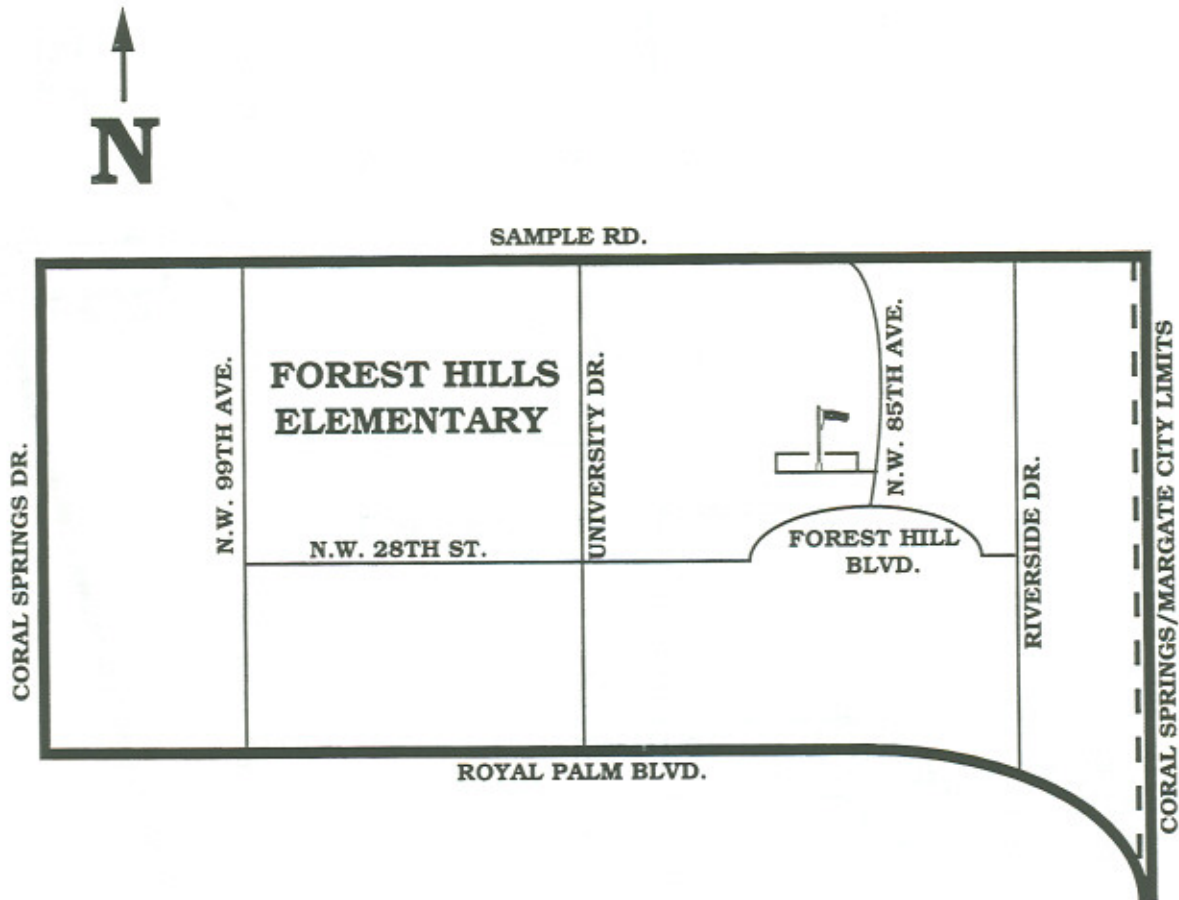 N
SAMPLE RD.
FOREST HILLS
ELEMENTARY
N.W. 99TH AVE.
UNIVERSITY DR.
N.W. 85TH AVE.
CORAL SPRINGS DR.
N.W. 28TH ST.
FOREST HILL
BLVD.
RIVERSIDE DR.
CORAL SPRINGS/MARGATE CITY LIMITS
ROYAL PALM BLVD.